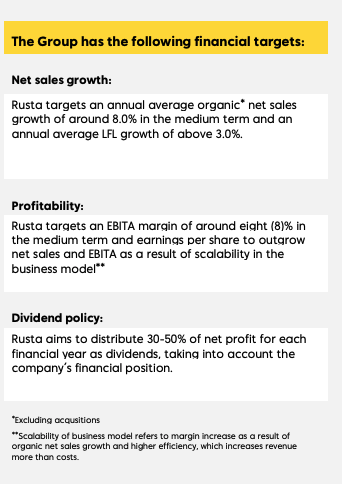 The Group has the following financial targets:
Net sales growth:
Rusta targets an annual average organic* net sales
growth of around 8.0% in the medium term and an
annual average LFL growth of above 3.0%.
Profitability:
Rusta targets an EBITA margin of around eight (8)% in
the medium term and earnings per share to outgrow
net sales and EBITA as a result of scalability in the
business model**
Dividend policy:
Rusta aims to distribute 30-50% of net profit for each
financial year as dividends, taking into account the
company's financial position.
*Excluding acqusitions
**Scalability of business model refers to margin increase as a result of
organic net sales growth and higher efficiency, which increases revenue
more than costs.